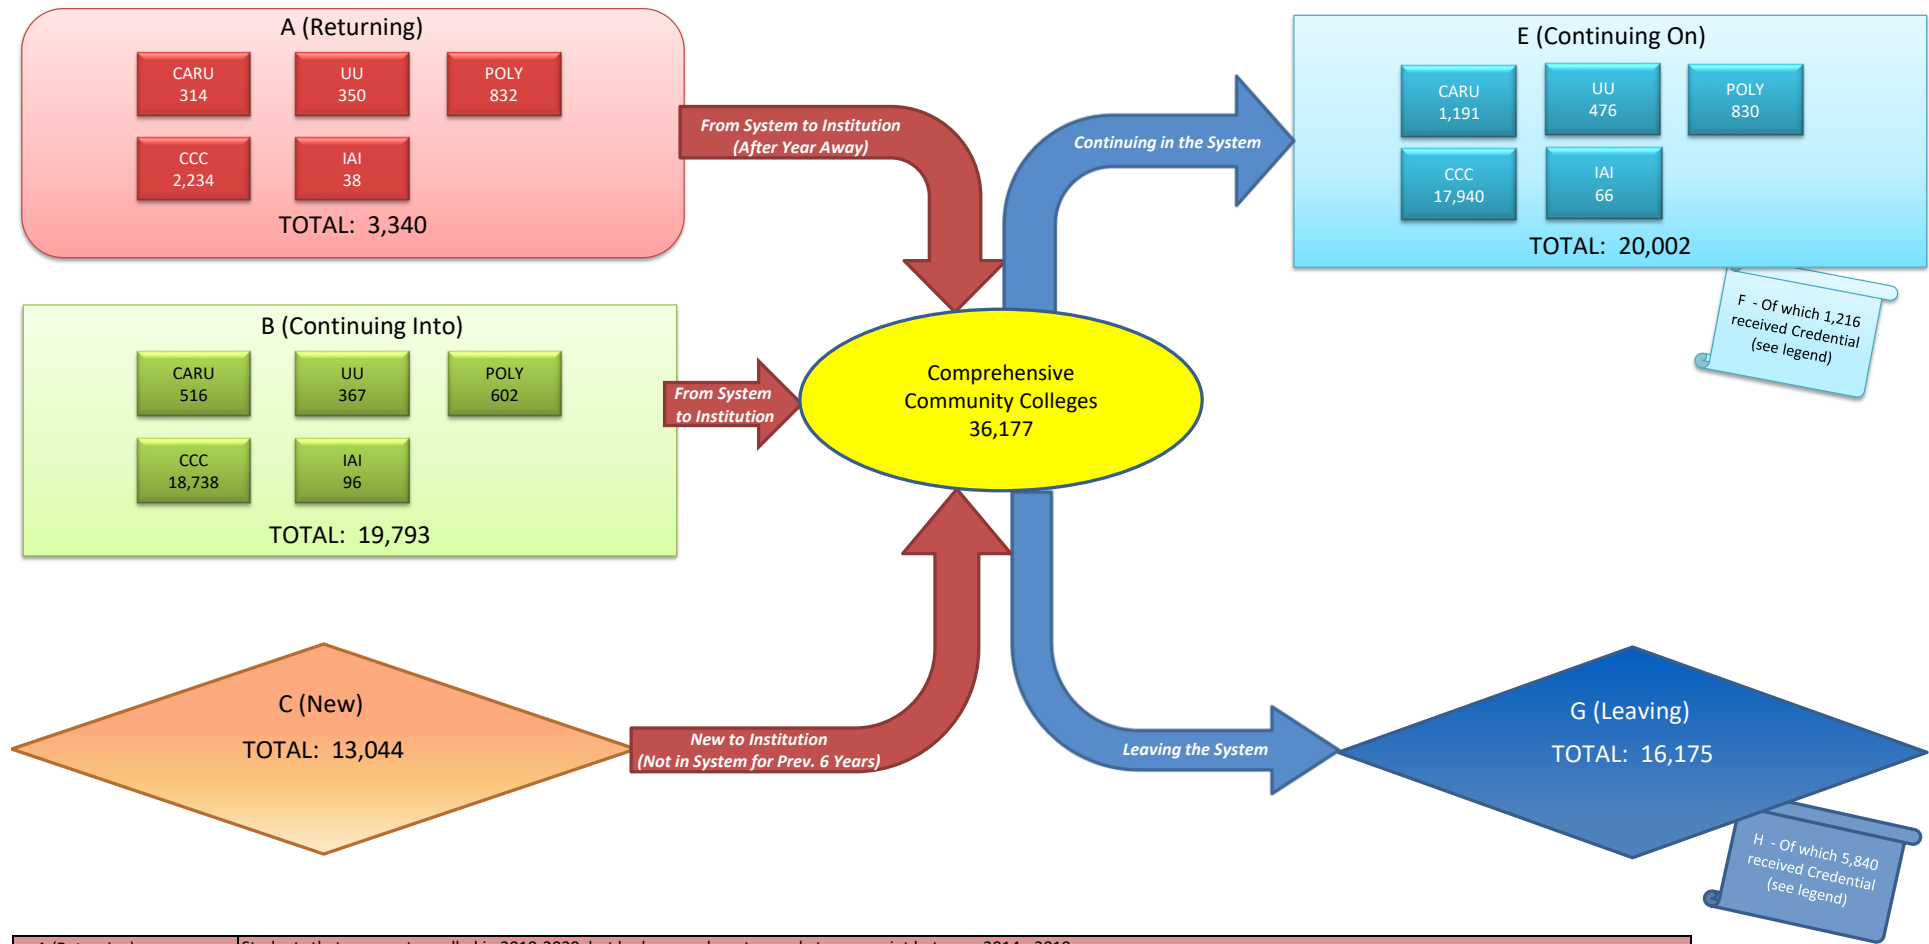 A (Returning)
CARU
314
UU
350
POLY
832
CCC
2,234
IAI
38
TOTAL: 3,340
From System to Institution
(After Year Away)
Continuing in the System
E (Continuing On)
CARU
1,191
UU
476
POLY
830
CCC
17,940
IAI
66
TOTAL: 20,002
F - Of which 1,216
received Credential
(see legend)
B (Continuing Into)
CARU
516
UU
367
POLY
602
CCC
18,738
IAI
96
TOTAL: 19,793
From System
to Institution
Comprehensive
Community Colleges
36,177
C (New)
TOTAL: 13,044
New to Institution
(Not in System for Prev. 6 Years)
Leaving the System
G (Leaving)
TOTAL: 16,175
H - Of which 5,840
received Credential
(see legend)